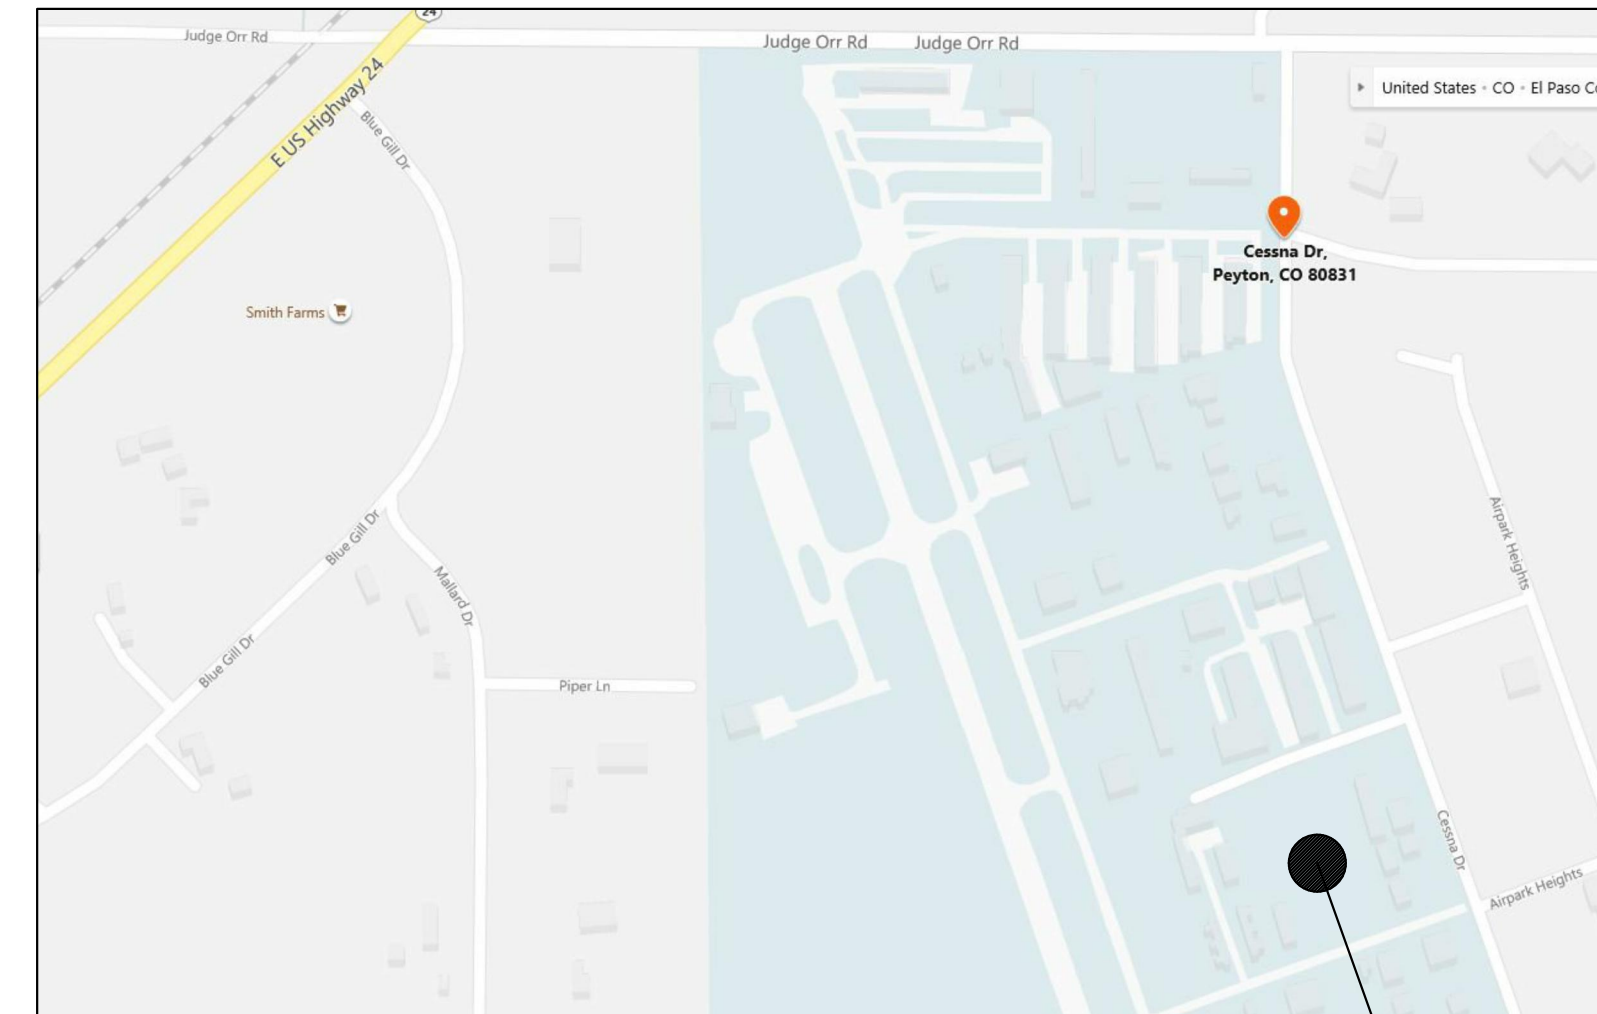 24
Judge Orr Rd
Judge Orr Rd
Judge Orr Rd
E US Highway 24
United States • CO • El Paso Co
Blue Gill Dr
Cessna Dr,
Peyton, CO 80831
Smith Farms
Blue Gill Dr
Airpark Heights
Mallard Dr
Blue Gill Dr
Piper Ln
Cessna Dr
Airpark Heights